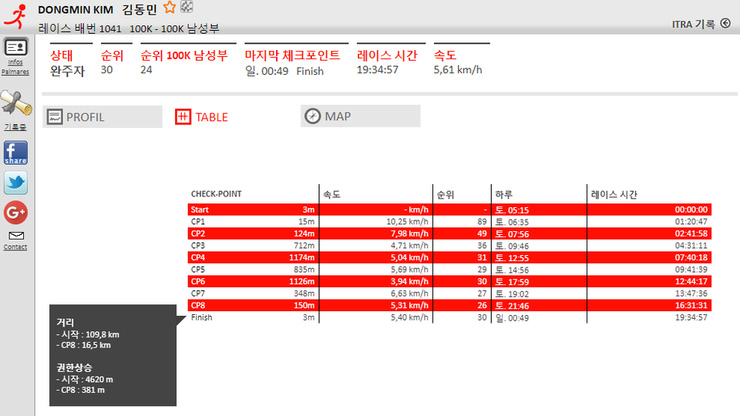 DONGMIN KIM 김동민
레이스 배번 1041 100K - 100K 남성부
ITRA 기록
Infos
Palmares
기록증
f
share
G+
Contact
상태 순위 순위 100K 남성부 마지막 체크포인트 레이스 시간 속도
완주자 30 24 일. 00:49 Finish 19:34:57 5,61 km/h
PROFIL TABLE MAP
CHECK-POINT 속도 순위 하루 레이스 시간
Start 3m - km/h - 토. 05:15 00:00:00
CP1 15m 10,25 km/h 89 토. 06:35 01:20:47
CP2 124m 7,98 km/h 49 토. 07:56 02:41:58
CP3 712m 4,71 km/h 36 토. 09:46 04:31:11
CP4 1174m 5,04 km/h 31 토. 12:55 07:40:18
CP5 835m 5,69 km/h 29 토. 14:56 09:41:39
CP6 1126m 3,94 km/h 30 토. 17:59 12:44:17
CP7 348m 6,63 km/h 27 토. 19:02 13:47:36
CP8 150m 5,31 km/h 26 토. 21:46 16:31:31
Finish 3m 5,40 km/h 30 일. 00:49 19:34:57
거리
- 시작 : 109,8 km
- CP8 : 16,5 km
권한상승
- 시작 : 4620 m
- CP8 : 381 m